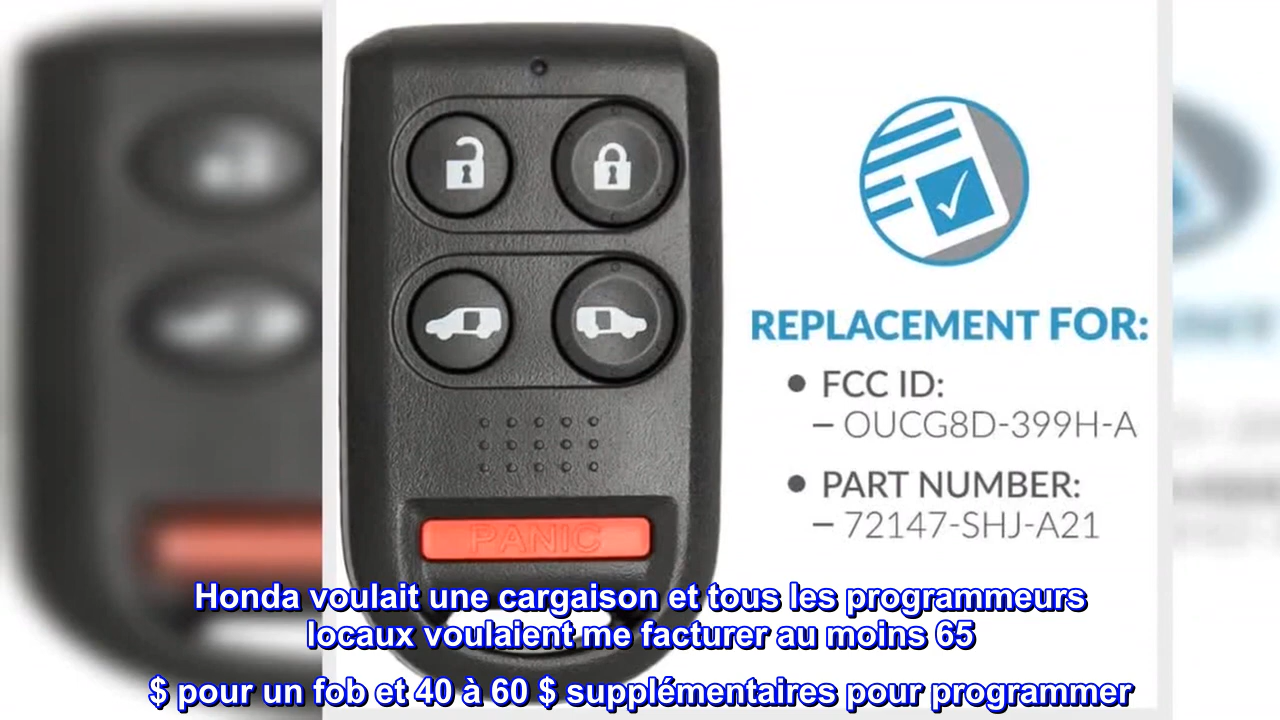 REPLACEMENT FOR:
• FCC ID:
– OUCG8D-399H-A
• PART NUMBER:
– 72147-SHJ-A21
PANIC
Honda voulait une cargaison et tous les programmeurs
locaux voulaient me facturer au moins 65
$ pour un fob et 40 à 60 $ supplémentaires pour programmer